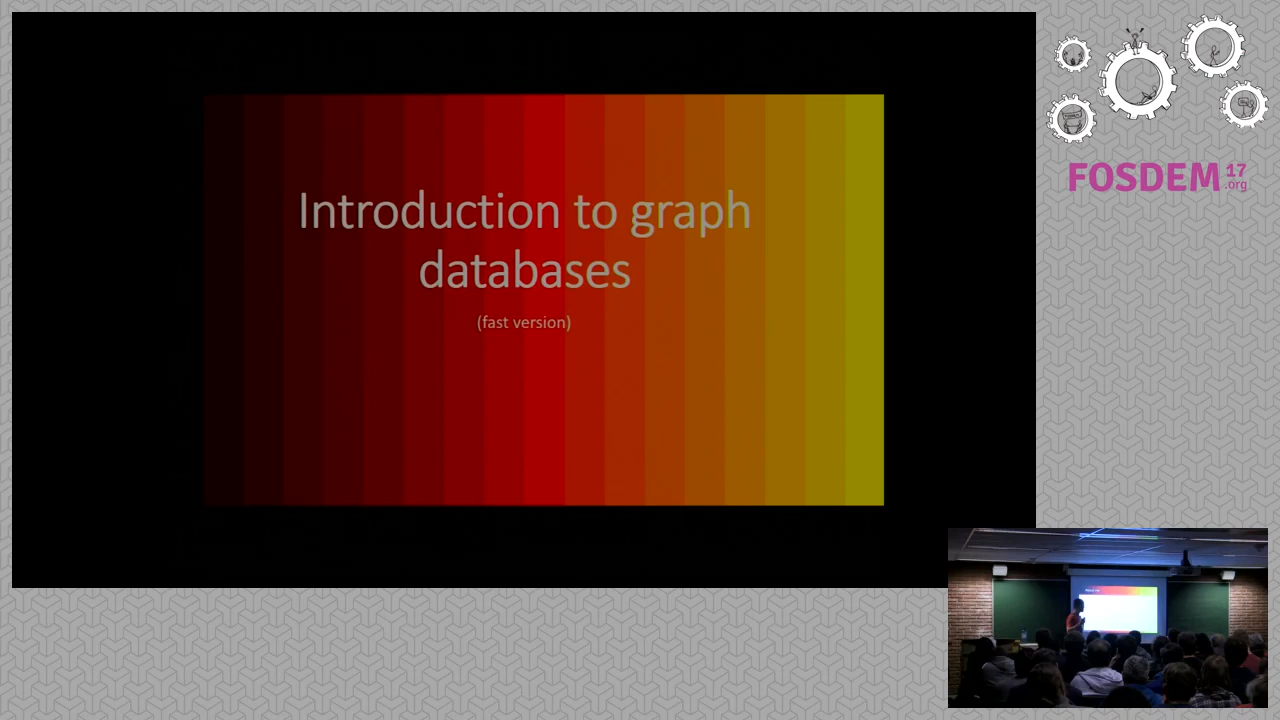 Introduction to graph
databases
(fast version)
FOSDEM 17
.org